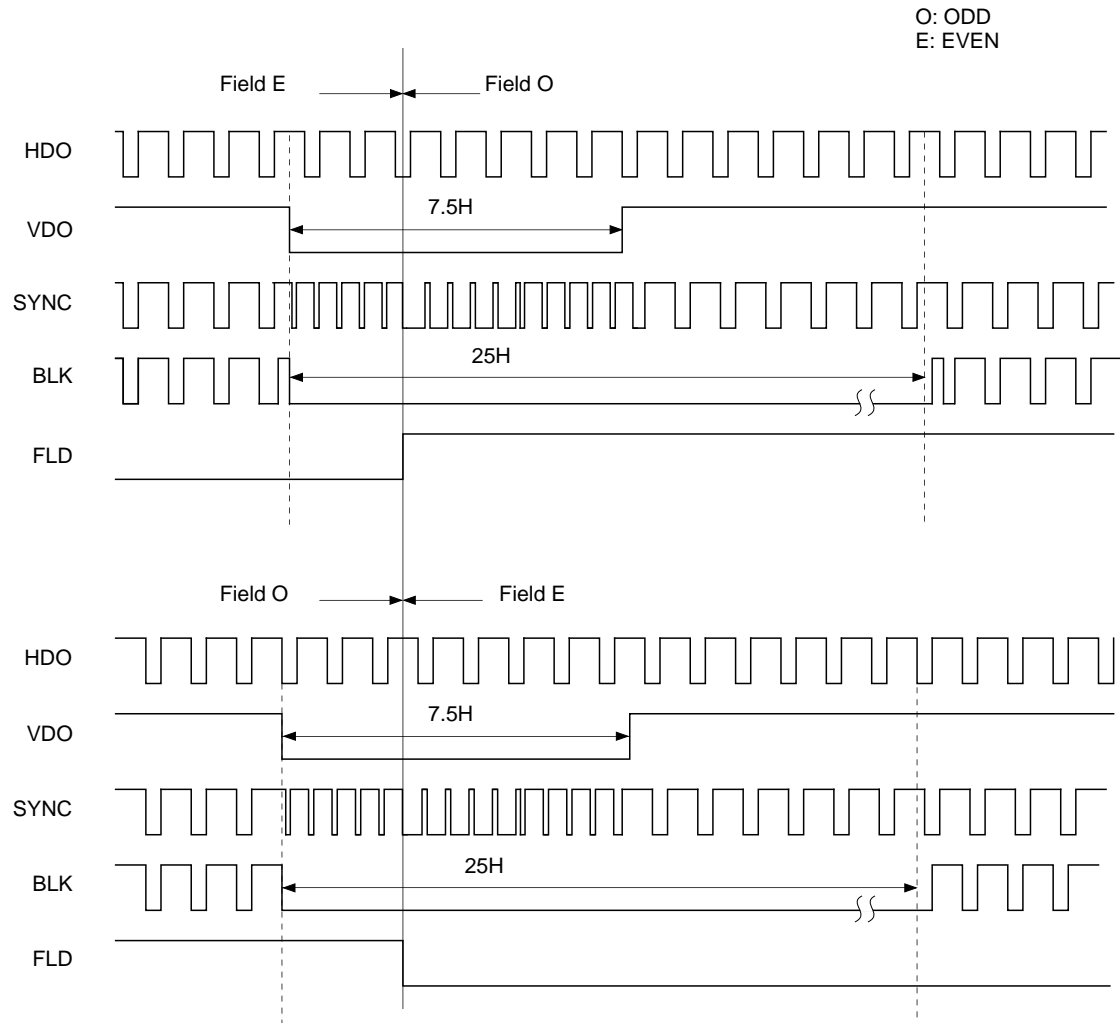 O: ODD
E: EVEN
Field E
Field O
HDO
7.5H
VDO
SYNC
25H
BLK
FLD
Field O
Field E
HDO
7.5H
VDO
SYNC
25H
BLK
FLD